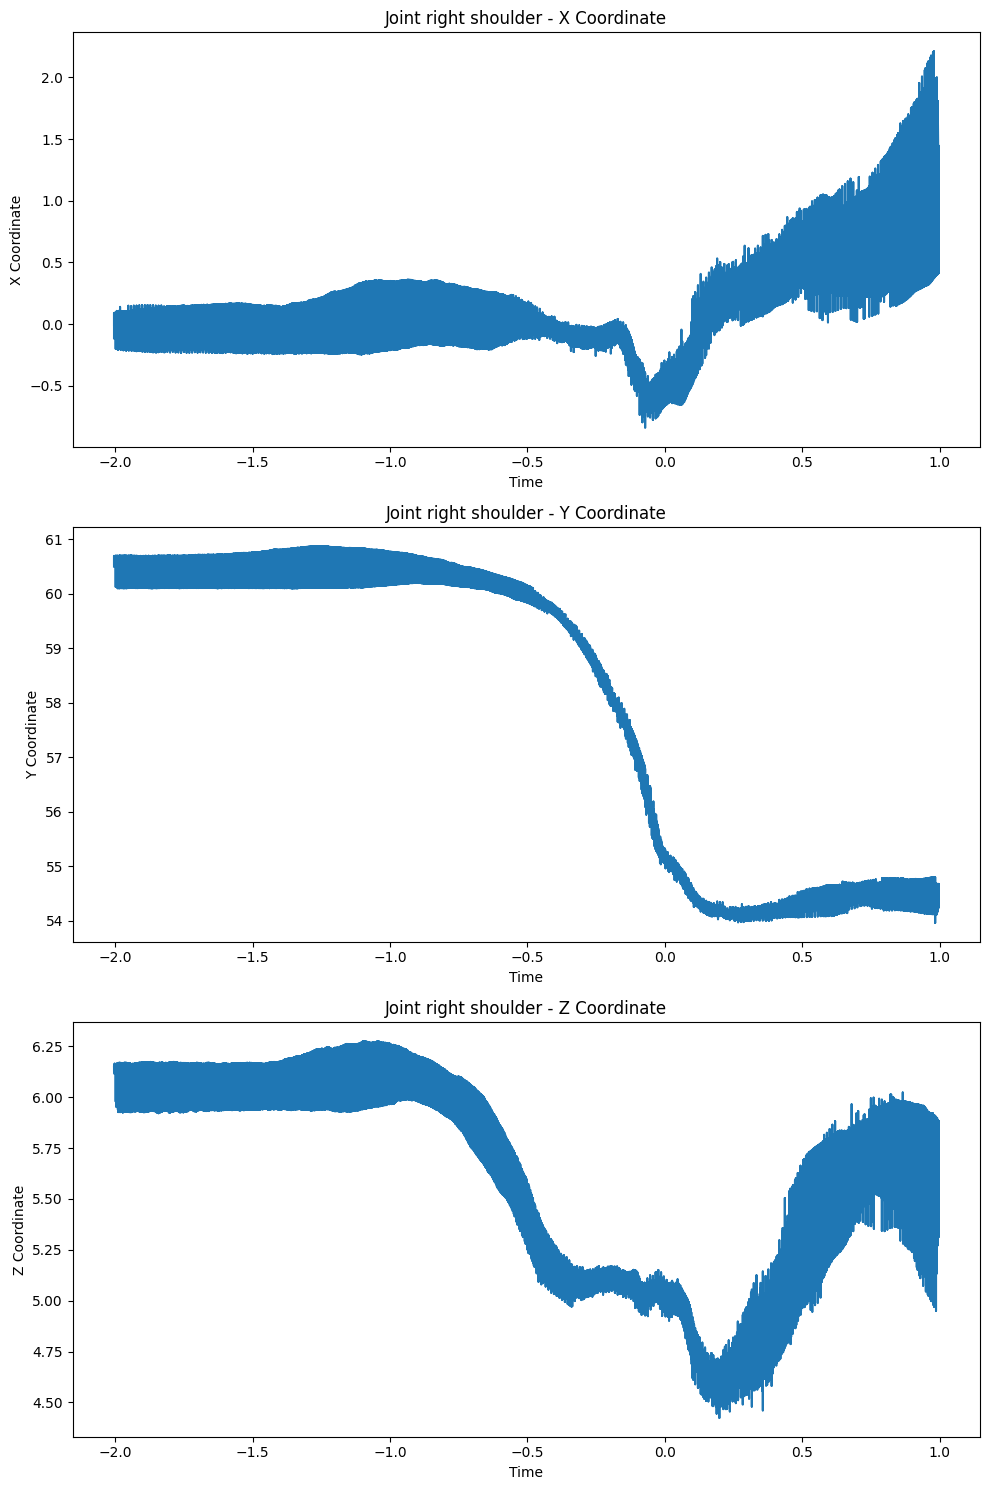 Joint right shoulder - X Coordinate
X Coordinate
2.0
1.5
1.0
0.5
0.0
−0.5
−2.0 −1.5 −1.0 −0.5 0.0 0.5 1.0
Time
Joint right shoulder - Y Coordinate
Y Coordinate
61
60
59
58
57
56
55
54
−2.0 −1.5 −1.0 −0.5 0.0 0.5 1.0
Time
Joint right shoulder - Z Coordinate
Z Coordinate
6.25
6.00
5.75
5.50
5.25
5.00
4.75
4.50
−2.0 −1.5 −1.0 −0.5 0.0 0.5 1.0
Time